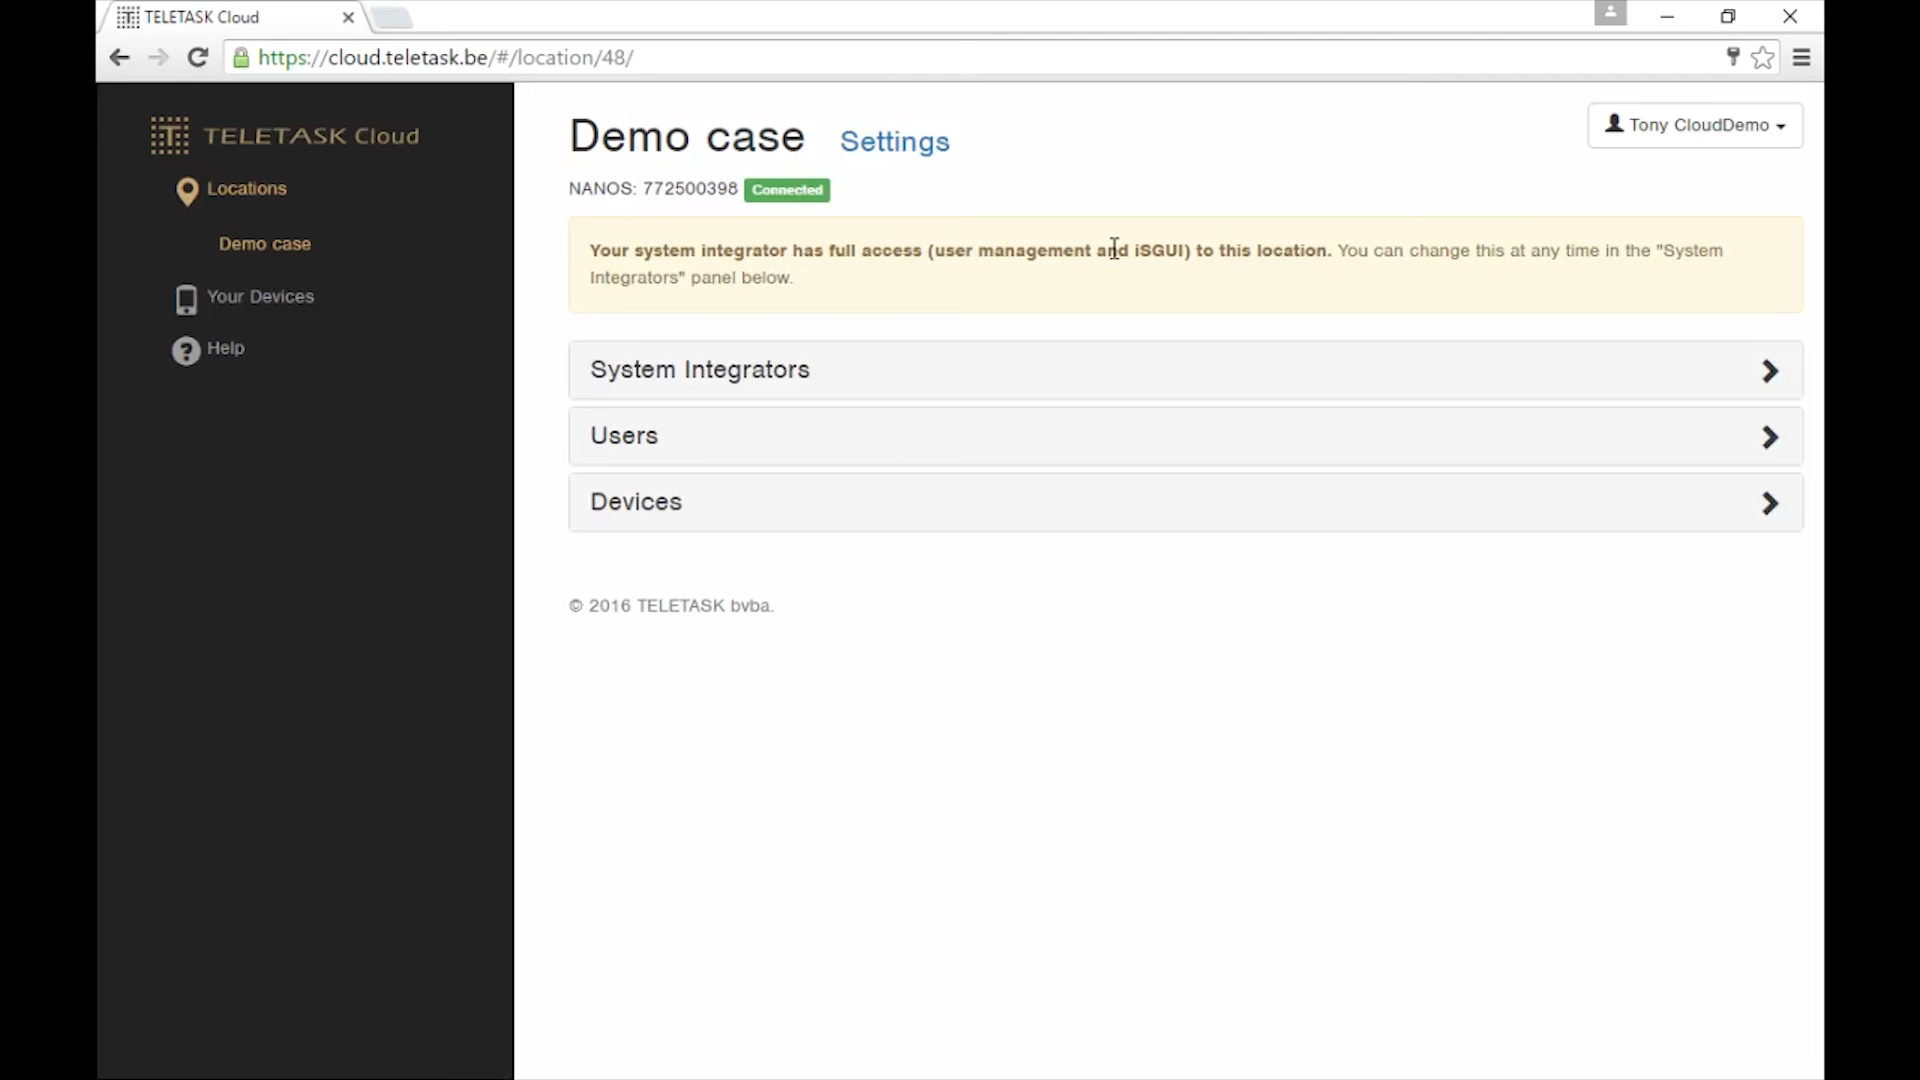 TELETASK Cloud
https://cloud.teletask.be/#/location/48/
TELETASK Cloud
Locations
Demo case
Your Devices
Help
Demo case Settings
Tony CloudDemo
NANOS: 772500398 Connected
Your system integrator has full access (user management and iSGUI) to this location. You can change this at any time in the "System
Integrators" panel below.
System Integrators
Users
Devices
© 2016 TELETASK bvba.